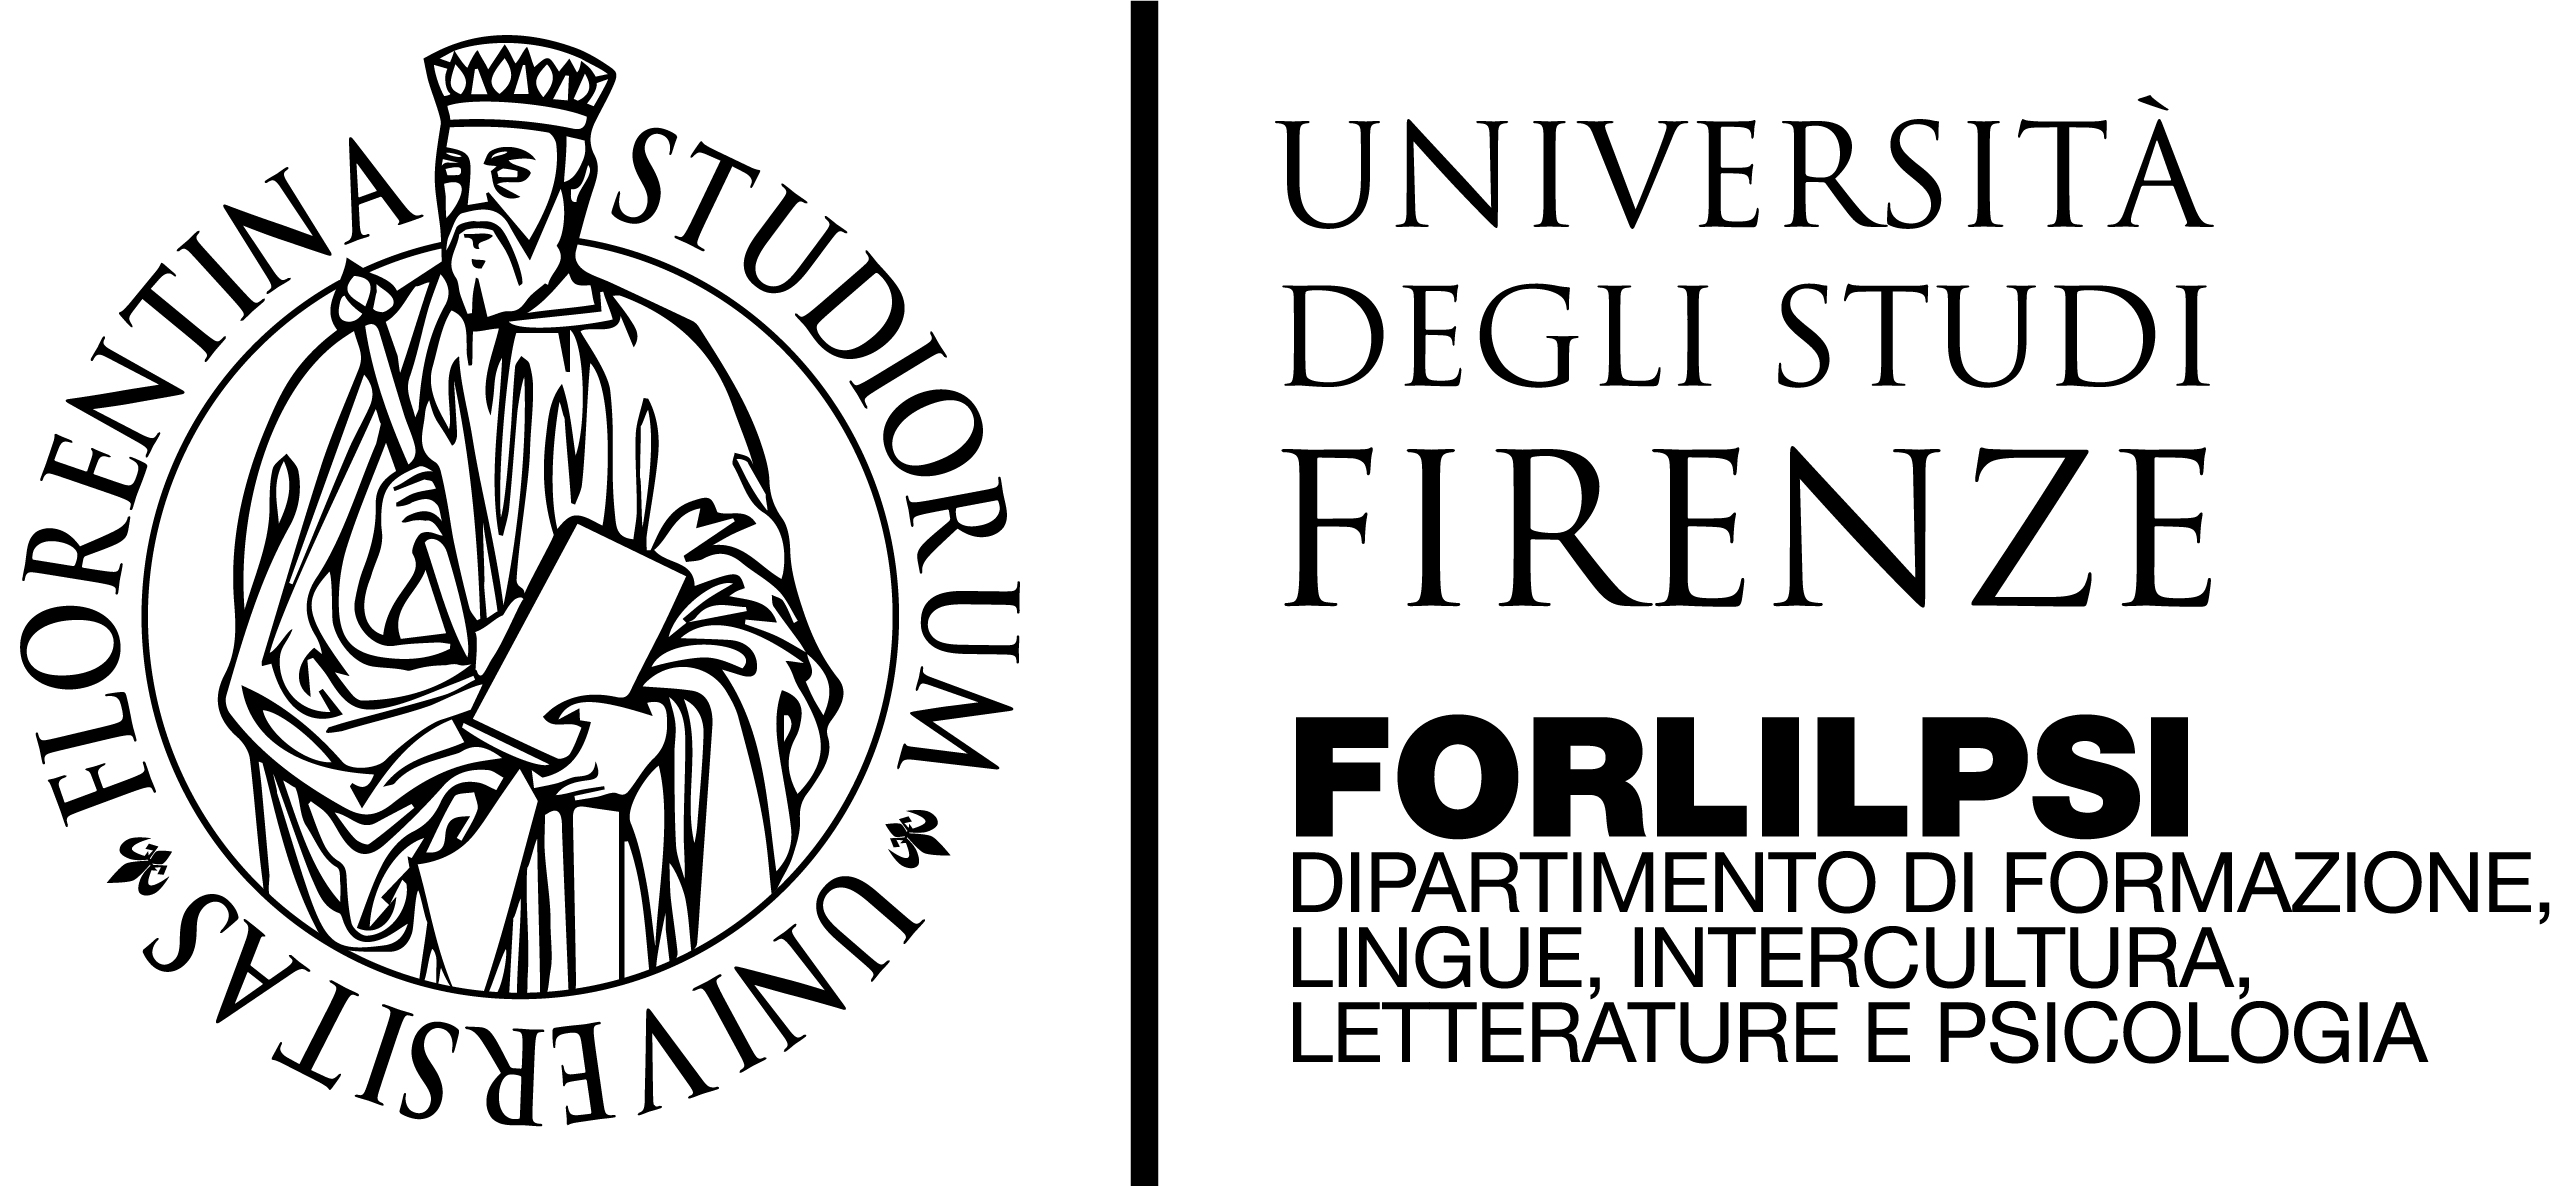 FLORENTINA STUDIORUM UNIVERSITAS
UNIVERSITÀ
DEGLI STUDI
FIRENZE
FORLILPSI
DIPARTIMENTO DI FORMAZIONE,
LINGUE, INTERCULTURA,
LETTERATURE E PSICOLOGIA